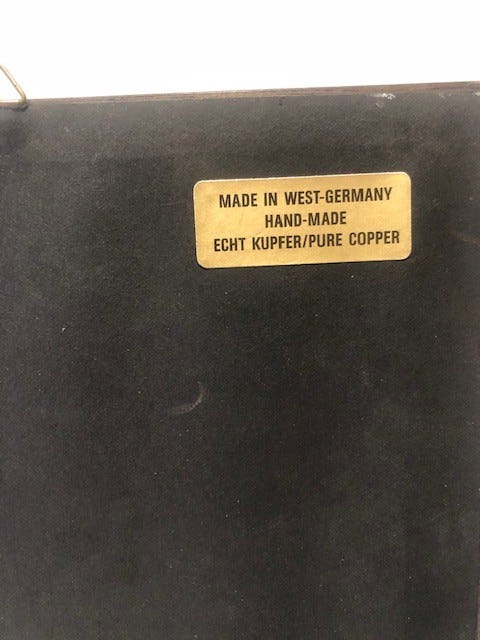 MADE IN WEST-GERMANY
HAND-MADE
ECHT KUPFER/PURE COPPER